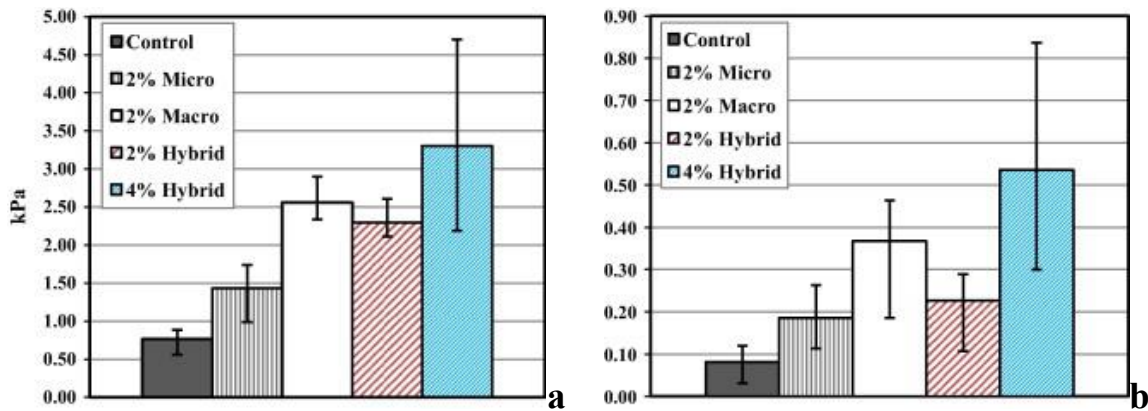 5.00
4.50
4.00
3.50
3.00
2.50
2.00
1.50
1.00
0.50
0.00
kPa
Control
2% Micro
2% Macro
2% Hybrid
4% Hybrid
a
0.90
0.80
0.70
0.60
0.50
0.40
0.30
0.20
0.10
0.00
Control
2% Micro
2% Macro
2% Hybrid
4% Hybrid
b